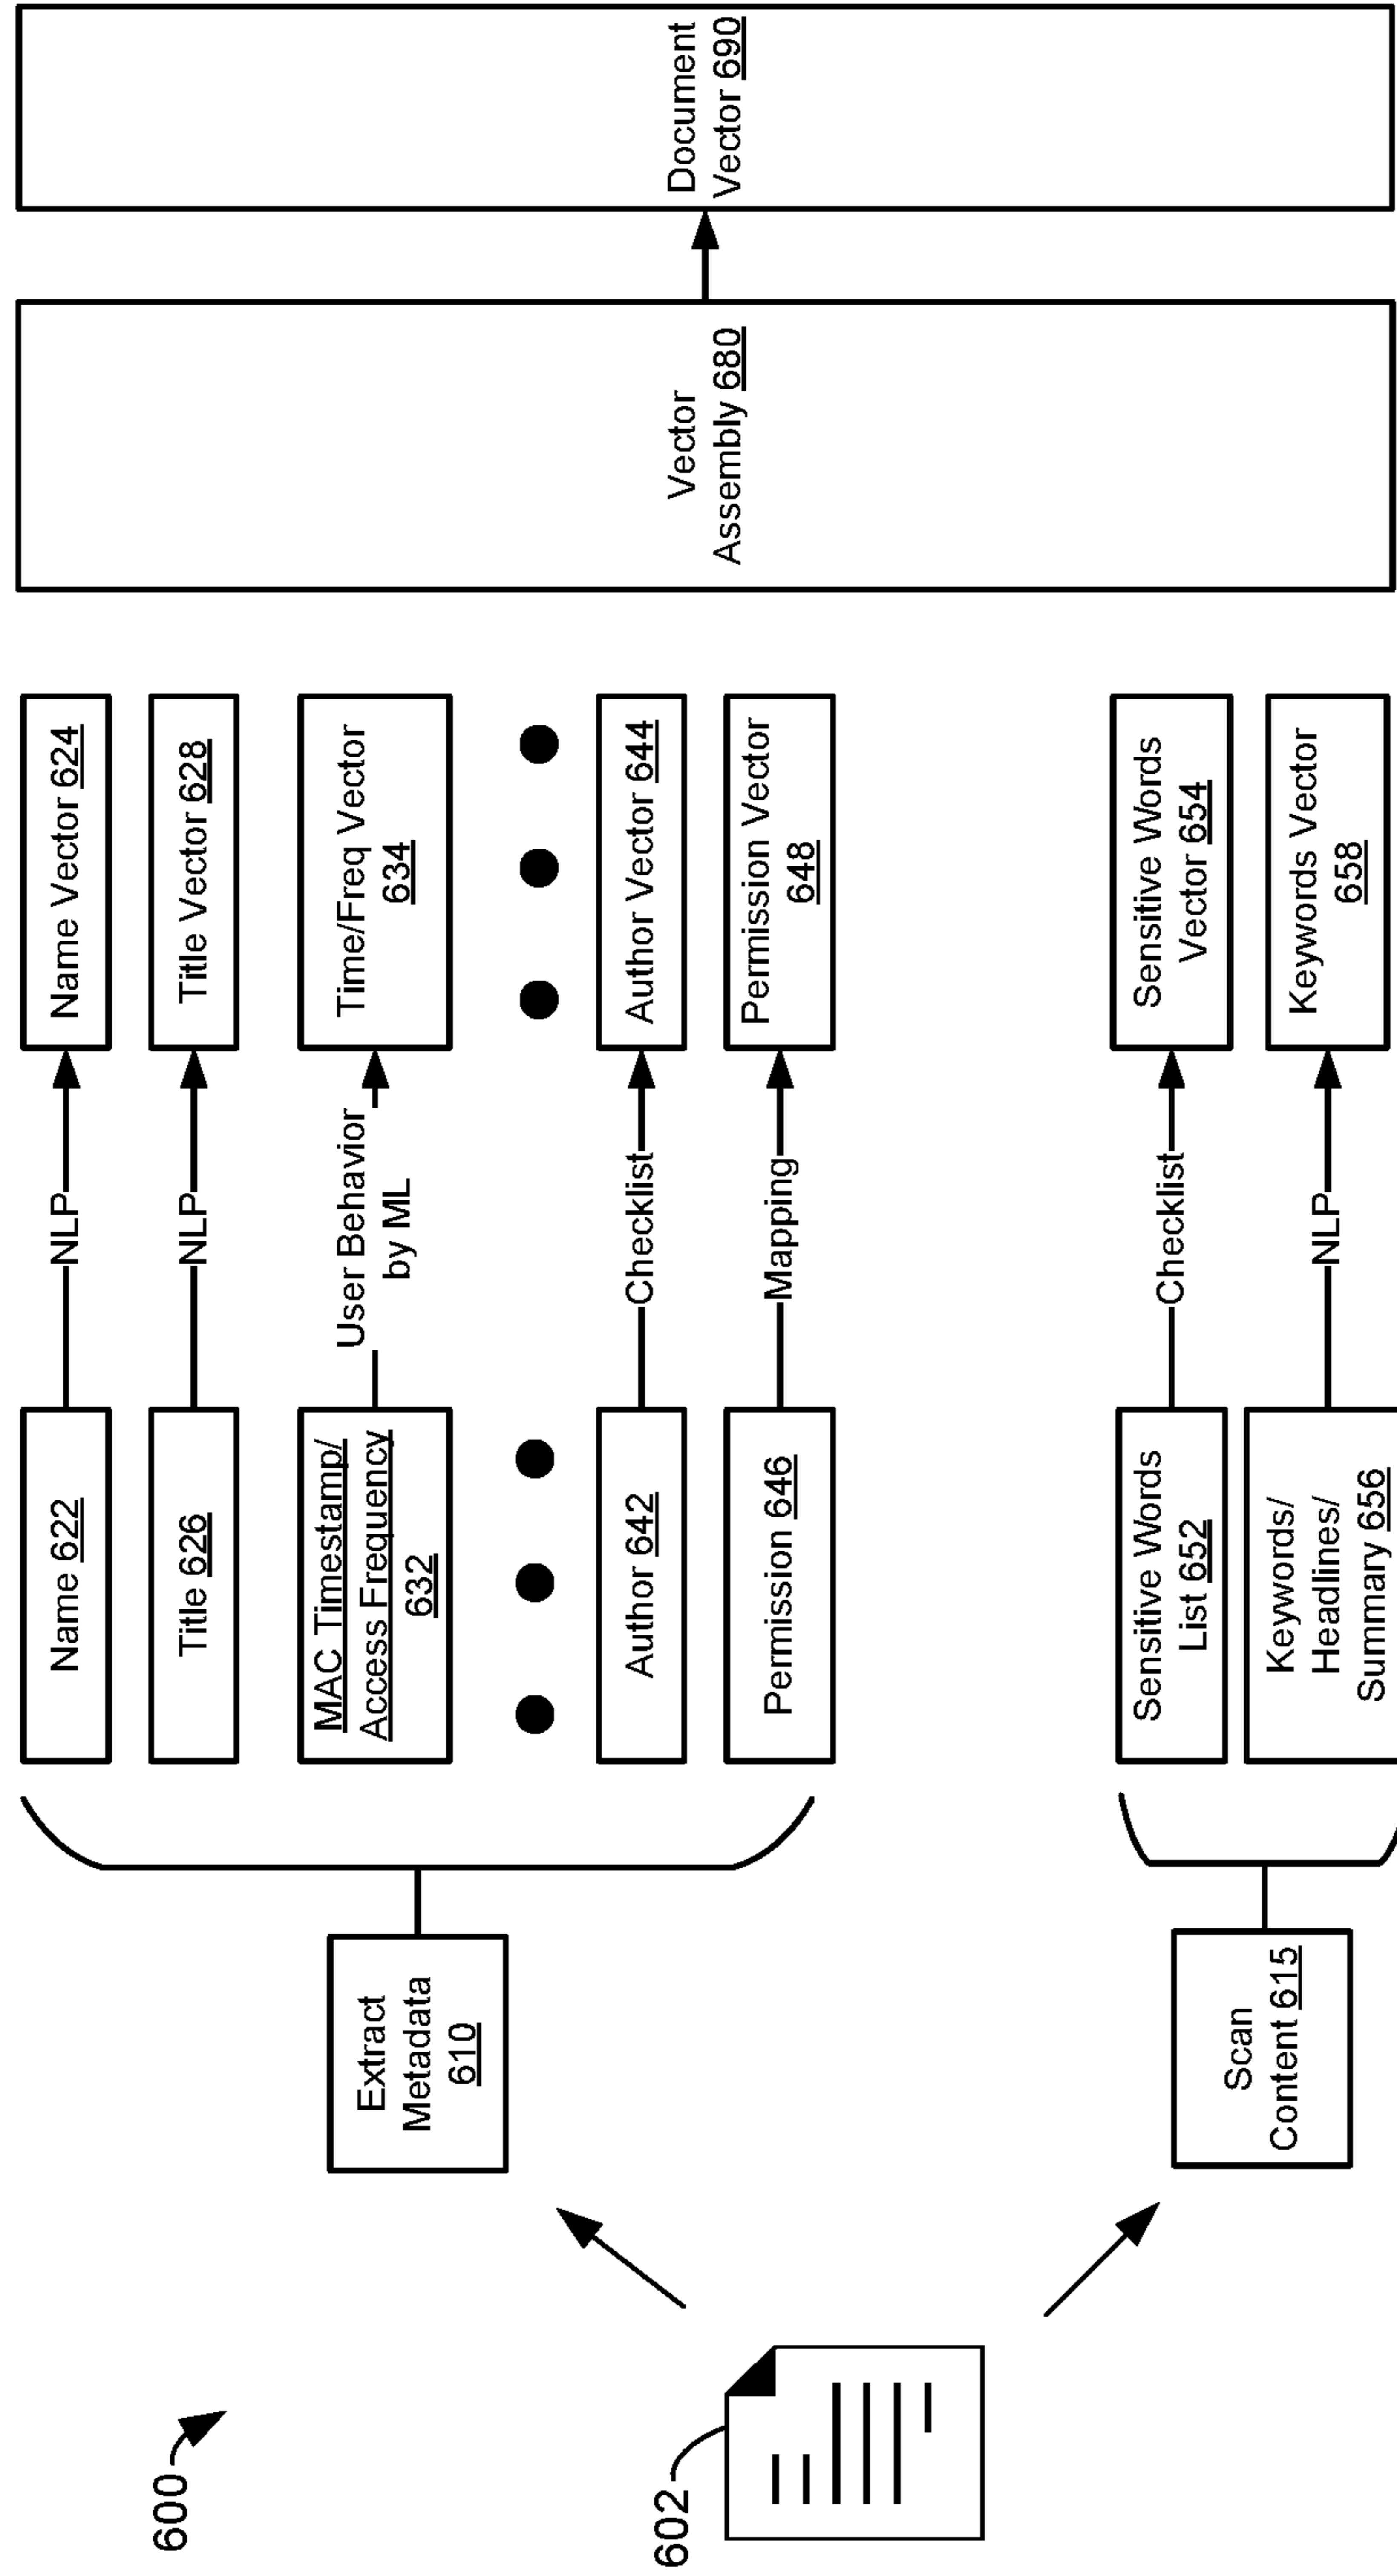 600
602
Extract
Metadata
610
Scan
Content 615
Name 622
NLP
Name Vector 624
Title 626
NLP
Title Vector 628
MAC Timestamp/
Access Frequency
632
User Behavior
by ML
Time/Freq Vector
634
Author 642
Checklist
Author Vector 644
Permission 646
Mapping
Permission Vector
648
Sensitive Words
List 652
Checklist
Sensitive Words
Vector 654
Keywords/
Headlines/
Summary 656
NLP
Keywords Vector
658
Vector
Assembly 680
Document
Vector 690